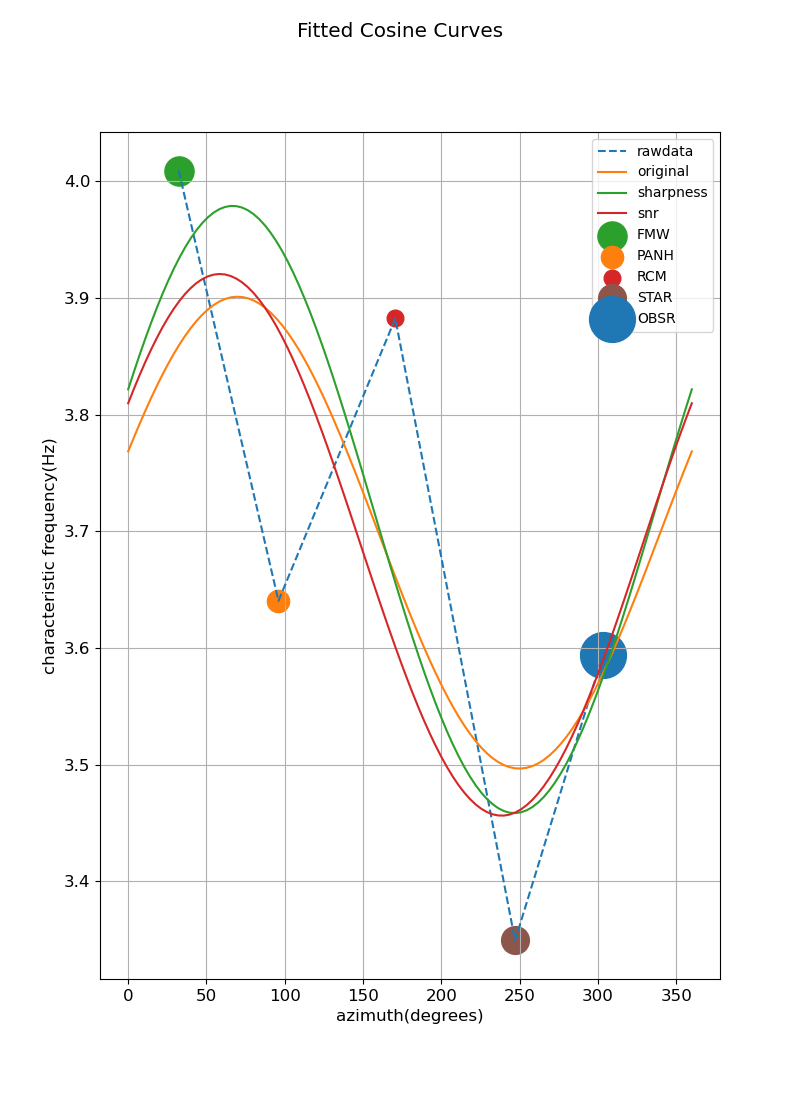 Fitted Cosine Curves
rawdata
original
sharpness
snr
FMW
PANH
RCM
STAR
OBSR
4.0
3.9
3.8
3.7
3.6
3.5
3.4
characteristic frequency(Hz)
0 50 100 150 200 250 300 350
azimuth(degrees)